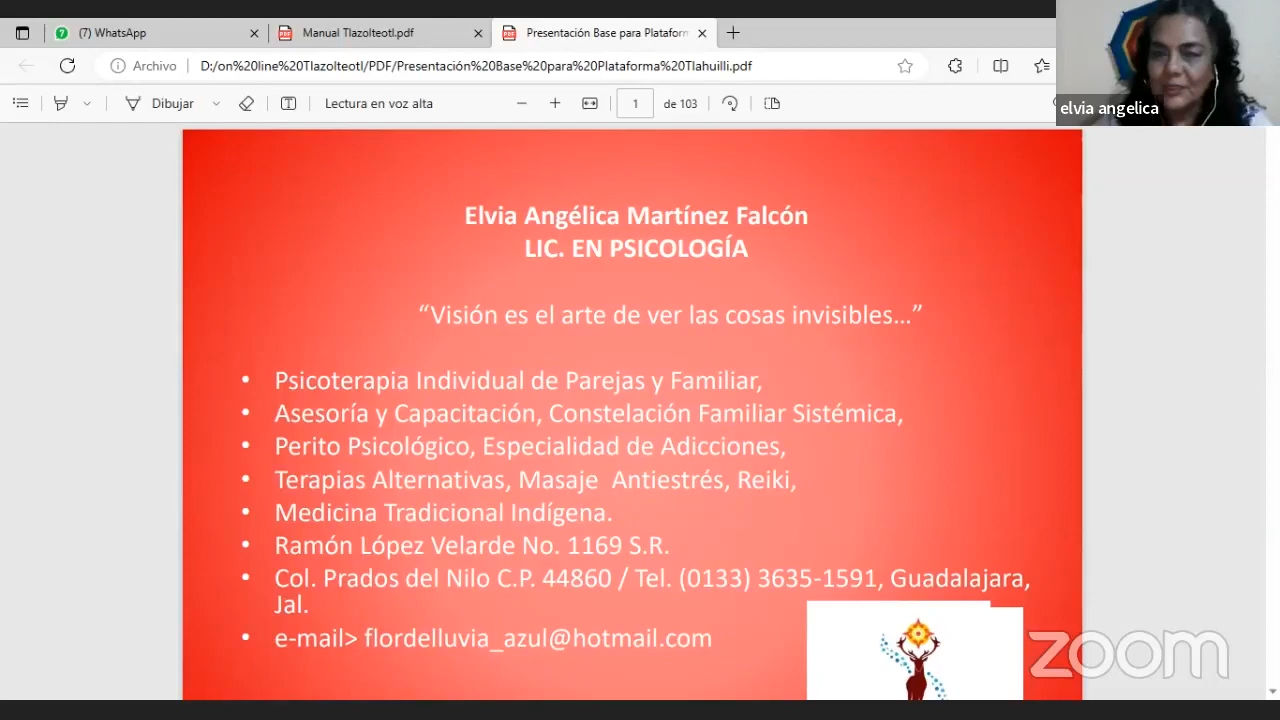 (7) WhatsApp
Manual Tlazolteotl.pdf
Presentación Base para Plataform
Archivo
D:/on%20line%20Tlazolteotl/PDF/Presentación%20Base%20para%20Plataforma%20Tlahuilli.pdf
Dibujar
Lectura en voz alta
1
de 103
elvia angelica
Elvia Angélica Martínez Falcón
LIC. EN PSICOLOGÍA
“Visión es el arte de ver las cosas invisibles...”
• Psicoterapia Individual de Parejas y Familiar,
• Asesoría y Capacitación, Constelación Familiar Sistémica,
• Perito Psicológico, Especialidad de Adicciones,
• Terapias Alternativas, Masaje  Antiestrés, Reiki,
• Medicina Tradicional Indígena.
• Ramón López Velarde No. 1169 S.R.
• Col. Prados del Nilo C.P. 44860 / Tel. (0133) 3635-1591, Guadalajara,
Jal.
• e-mail> flordelluvia_azul@hotmail.com
zoom